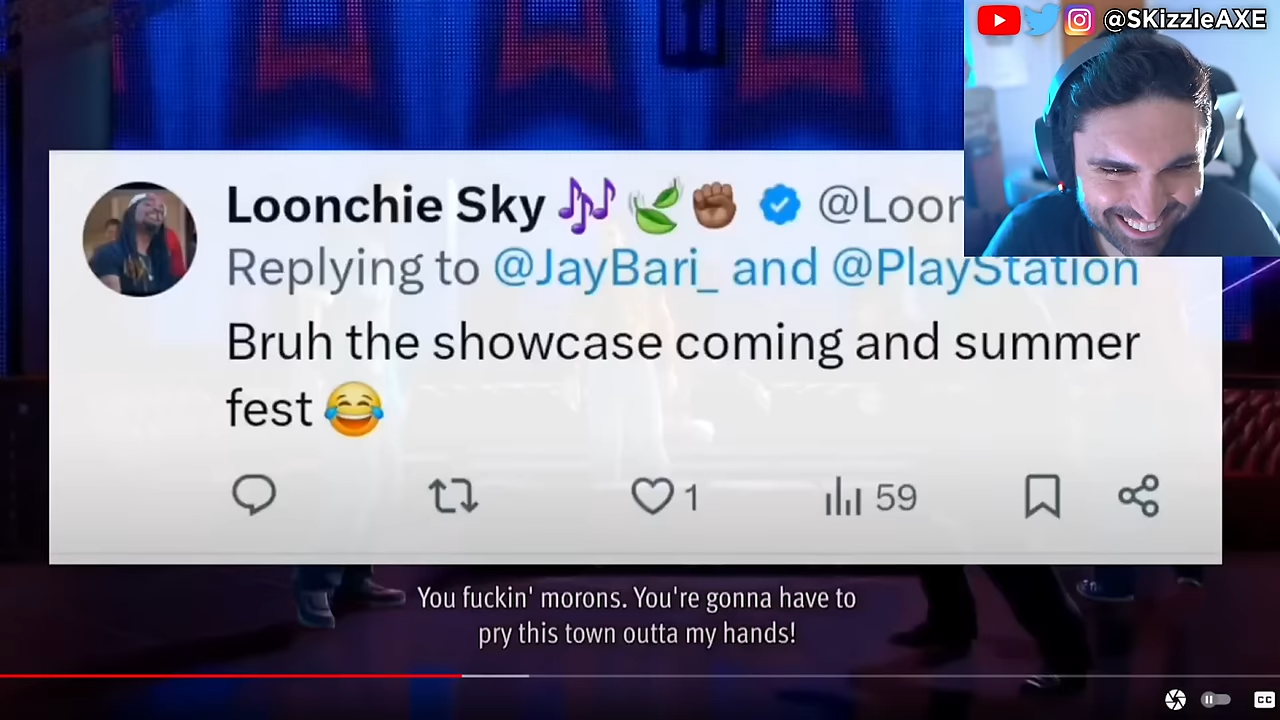 @SKizzleAXE
Loonchie Sky 🎶🍃✊🏾 @Loon
Replying to @JayBari_ and @PlayStation
Bruh the showcase coming and summer
fest 😂
1
59
You fuckin' morons. You're gonna have to
pry this town outta my hands!
CC